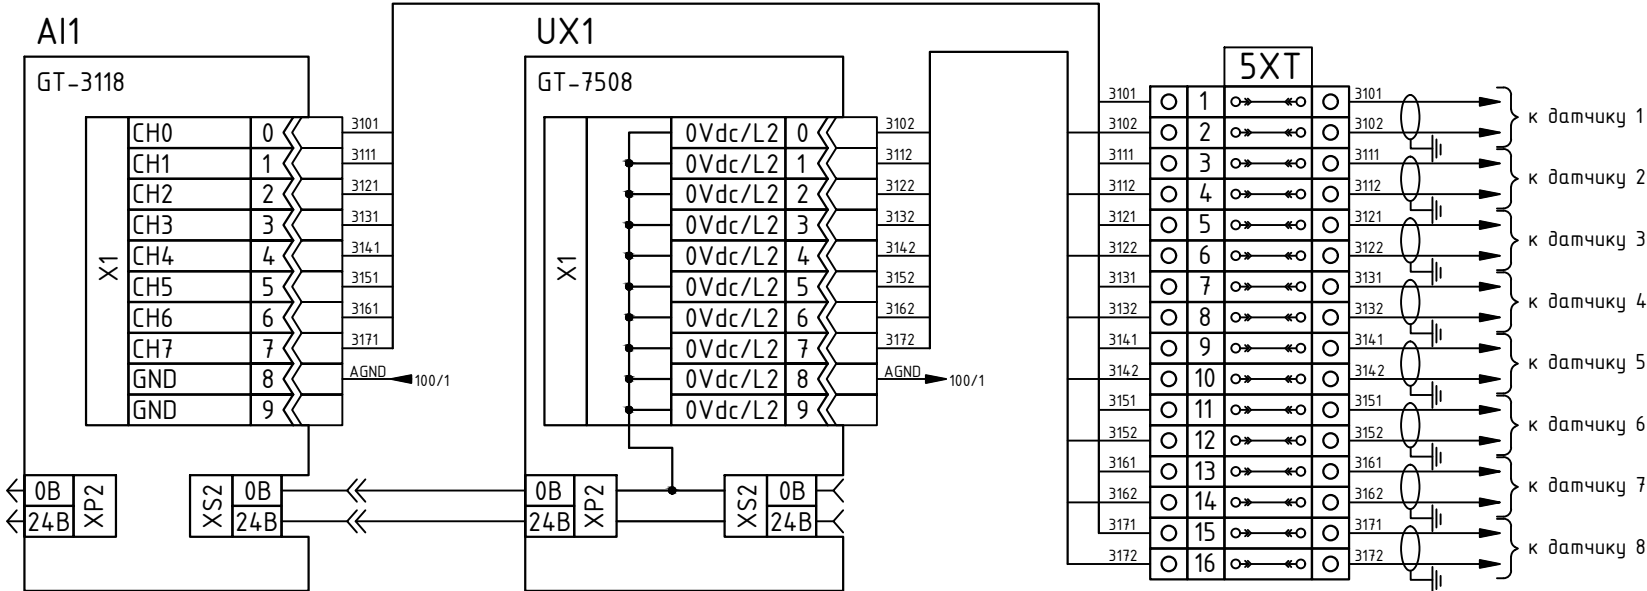 AI1
GT-3118
X1
CH0 0 3101
CH1 1 3111
CH2 2 3121
CH3 3 3131
CH4 4 3141
CH5 5 3151
CH6 6 3161
CH7 7 3171
GND 8 AGND 100/1
GND 9
0В
24В
XP2
XS2
0В
24В
UX1
GT-7508
X1
0Vdc/L2 0 3102
0Vdc/L2 1 3112
0Vdc/L2 2 3122
0Vdc/L2 3 3132
0Vdc/L2 4 3142
0Vdc/L2 5 3152
0Vdc/L2 6 3162
0Vdc/L2 7 3172
0Vdc/L2 8 AGND 100/1
0Vdc/L2 9
0В
24В
XP2
XS2
0В
24В
5XT
3101 1 3101
3102 2 3102
к датчику 1
3111 3 3111
3112 4 3112
к датчику 2
3121 5 3121
3122 6 3122
к датчику 3
3131 7 3131
3132 8 3132
к датчику 4
3141 9 3141
3142 10 3142
к датчику 5
3151 11 3151
3152 12 3152
к датчику 6
3161 13 3161
3162 14 3162
к датчику 7
3171 15 3171
3172 16 3172
к датчику 8